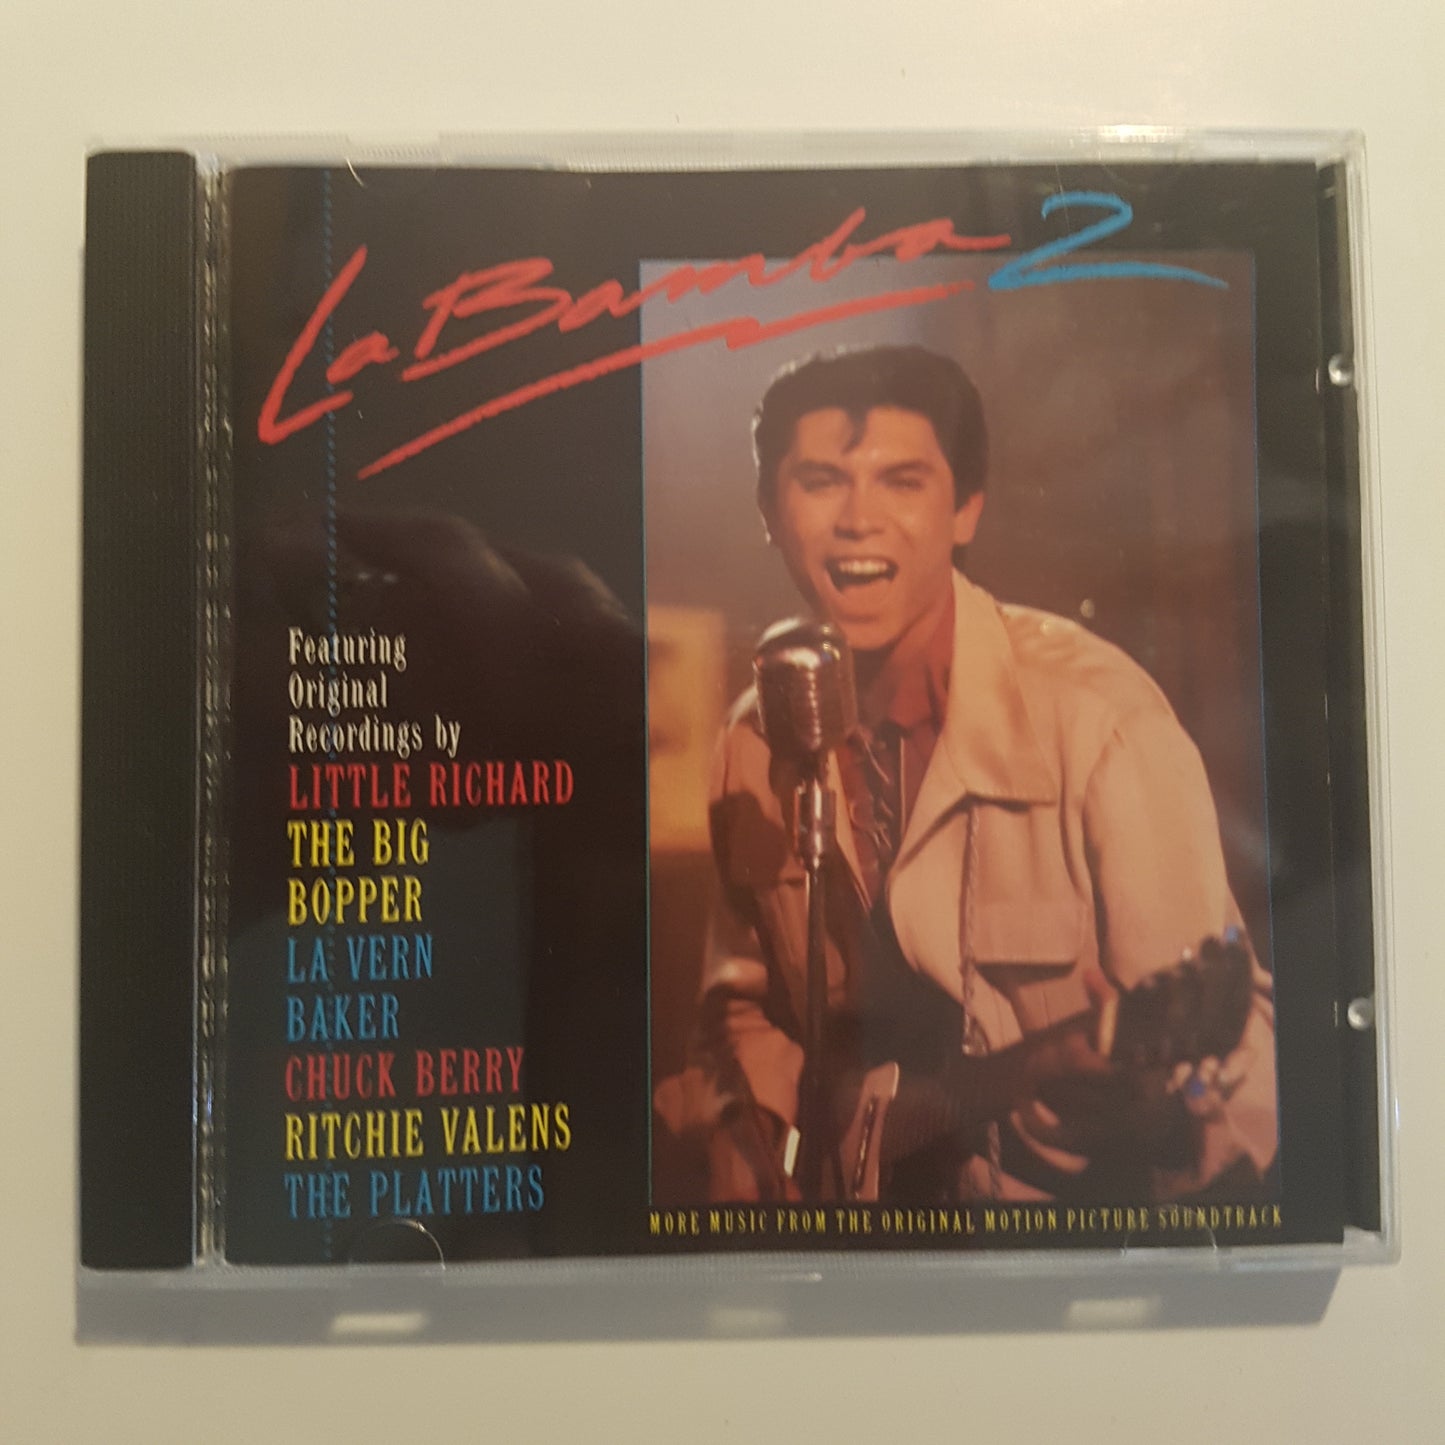 La Bamba 2
Featuring
Original
Recordings by
LITTLE RICHARD
THE BIG
BOPPER
LA VERN
BAKER
CHUCK BERRY
RITCHIE VALENS
THE PLATTERS
MORE MUSIC FROM THE ORIGINAL MOTION PICTURE SOUNDTRACK